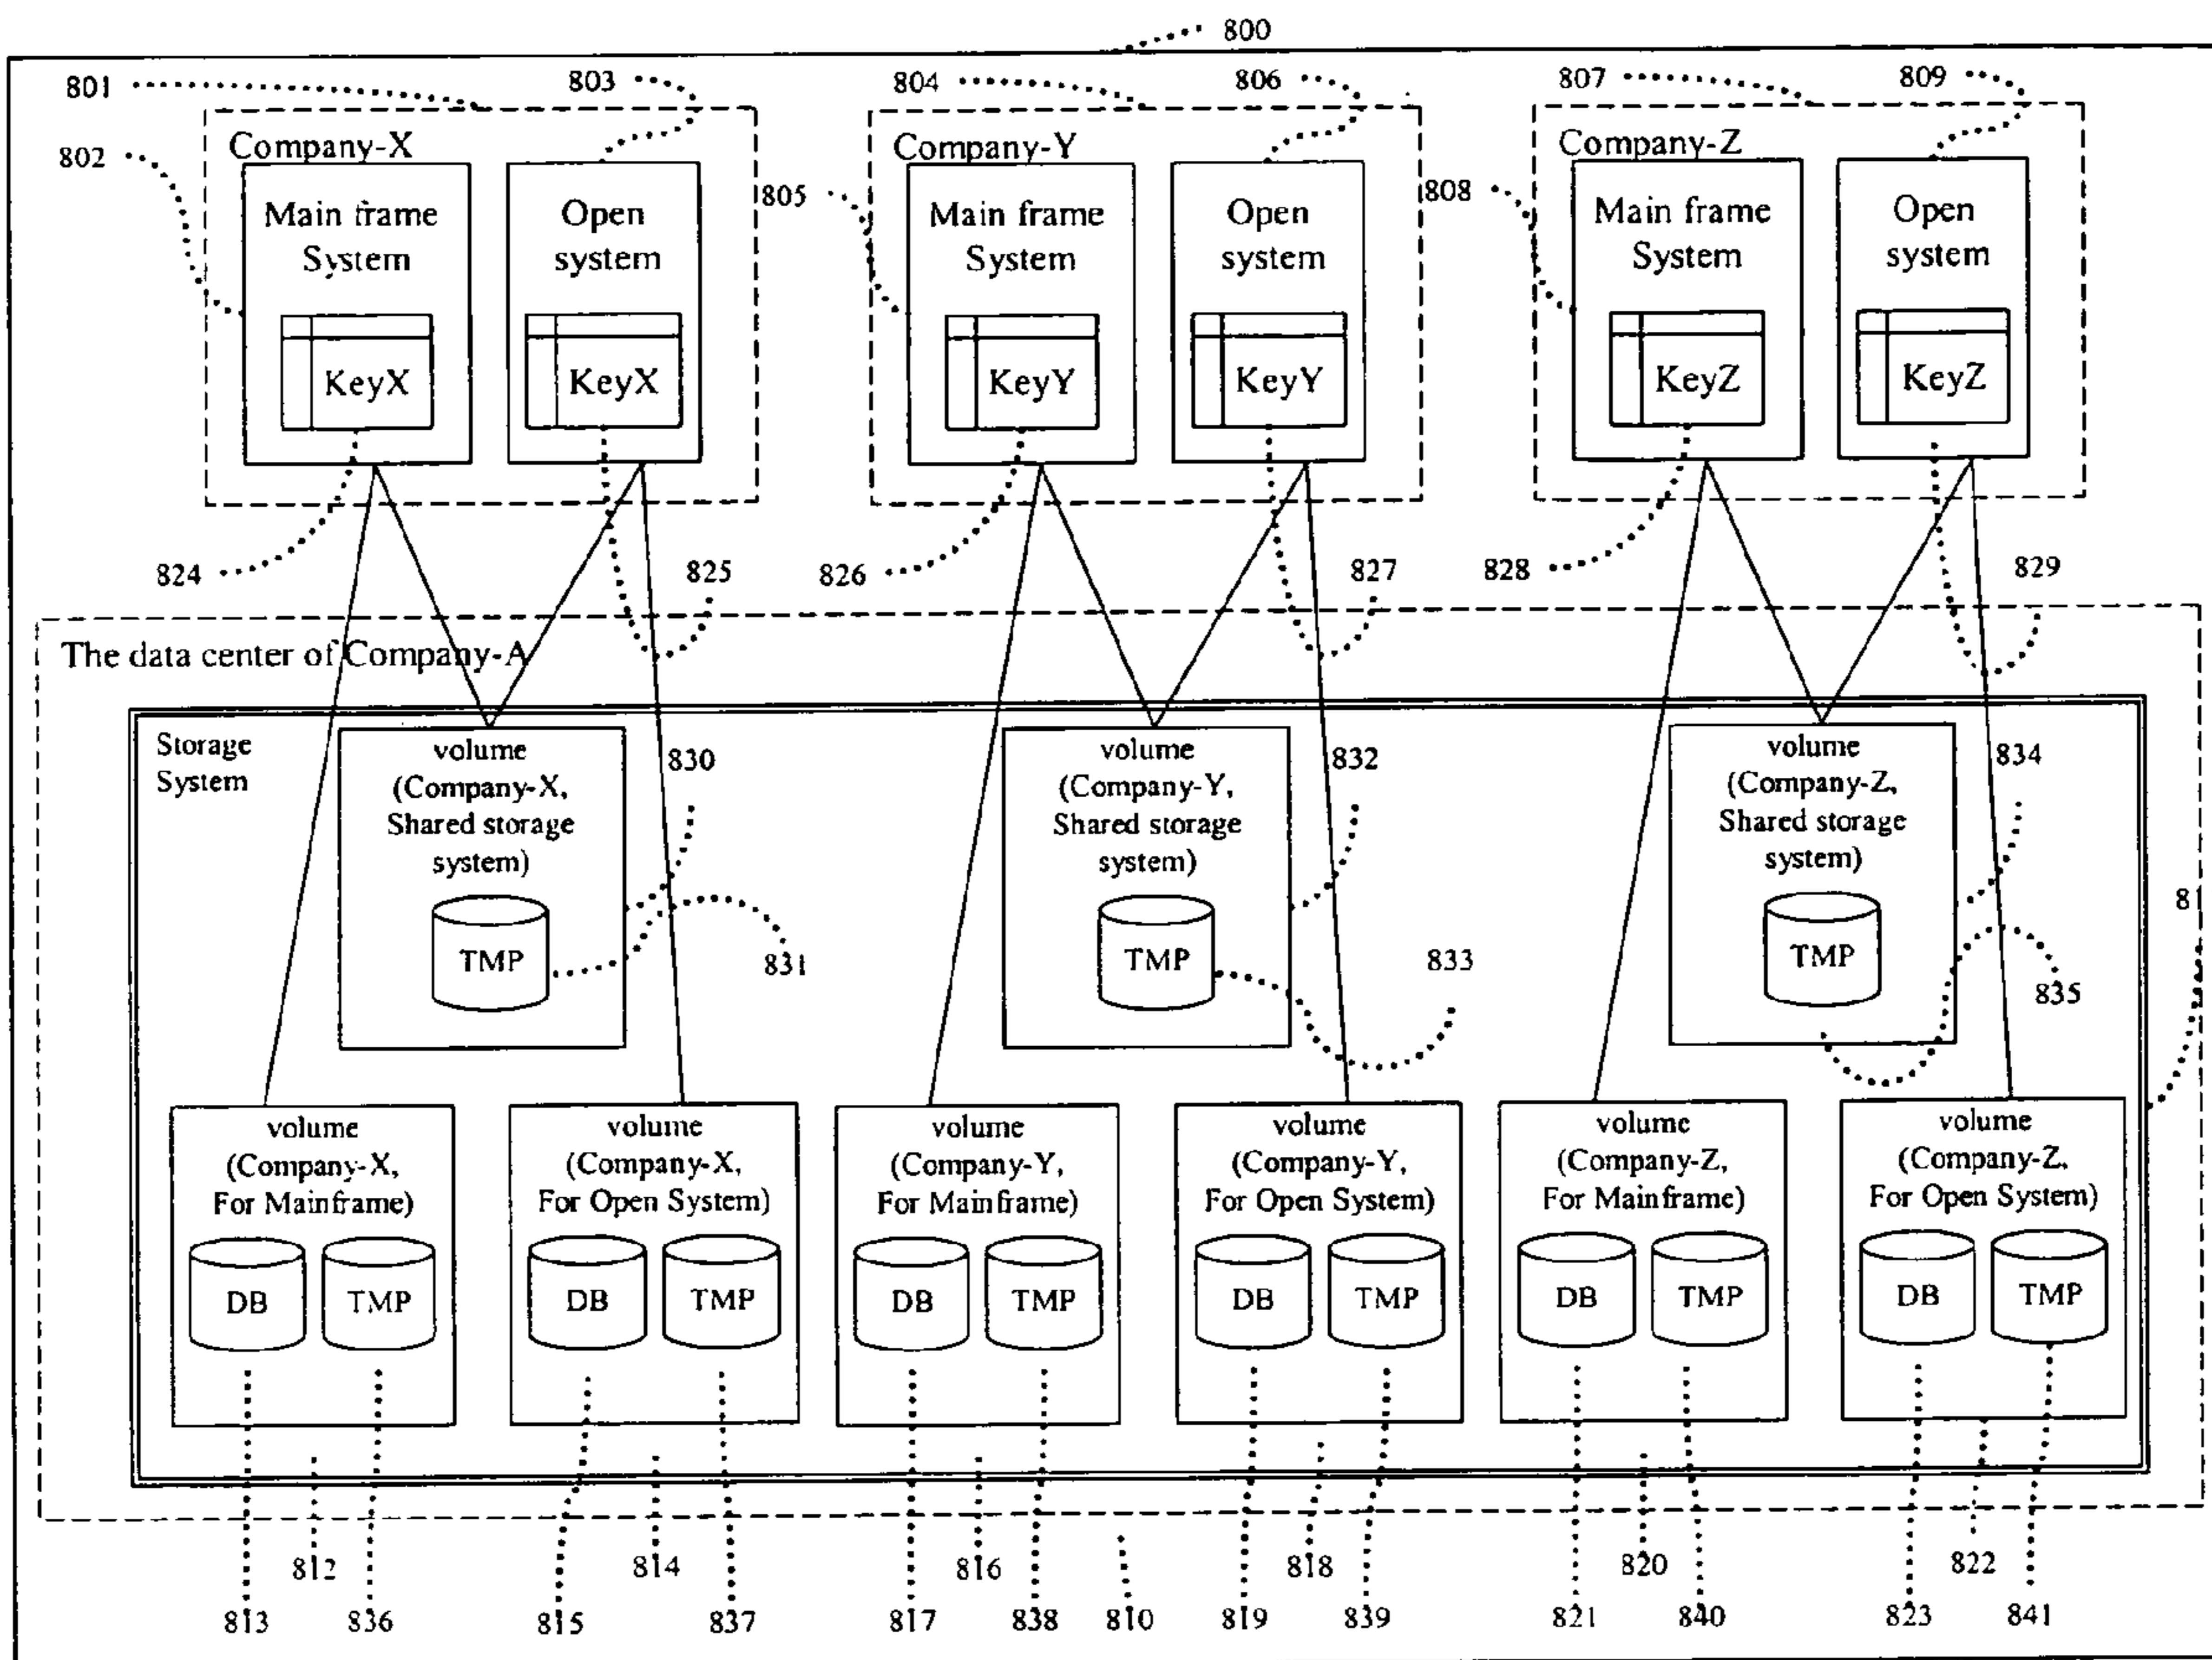 800
801
803
804
806
807
809
802
Company-X
Company-Y
Company-Z
805
808
Main frame
System
Open
system
Main frame
System
Open
system
Main frame
System
Open
system
KeyX
KeyX
KeyY
KeyY
KeyZ
KeyZ
824
825
826
827
828
829
The data center of Company-A
Storage
System
volume
(Company-X,
Shared storage
system)
TMP
830
831
volume
(Company-Y,
Shared storage
system)
TMP
832
833
volume
(Company-Z,
Shared storage
system)
TMP
834
835
81
volume
(Company-X,
For Mainframe)
DB
TMP
volume
(Company-X,
For Open System)
DB
TMP
volume
(Company-Y,
For Mainframe)
DB
TMP
volume
(Company-Y,
For Open System)
DB
TMP
volume
(Company-Z,
For Mainframe)
DB
TMP
volume
(Company-Z,
For Open System)
DB
TMP
812
814
816
818
820
822
813
836
815
837
817
838
810
819
839
821
840
823
841